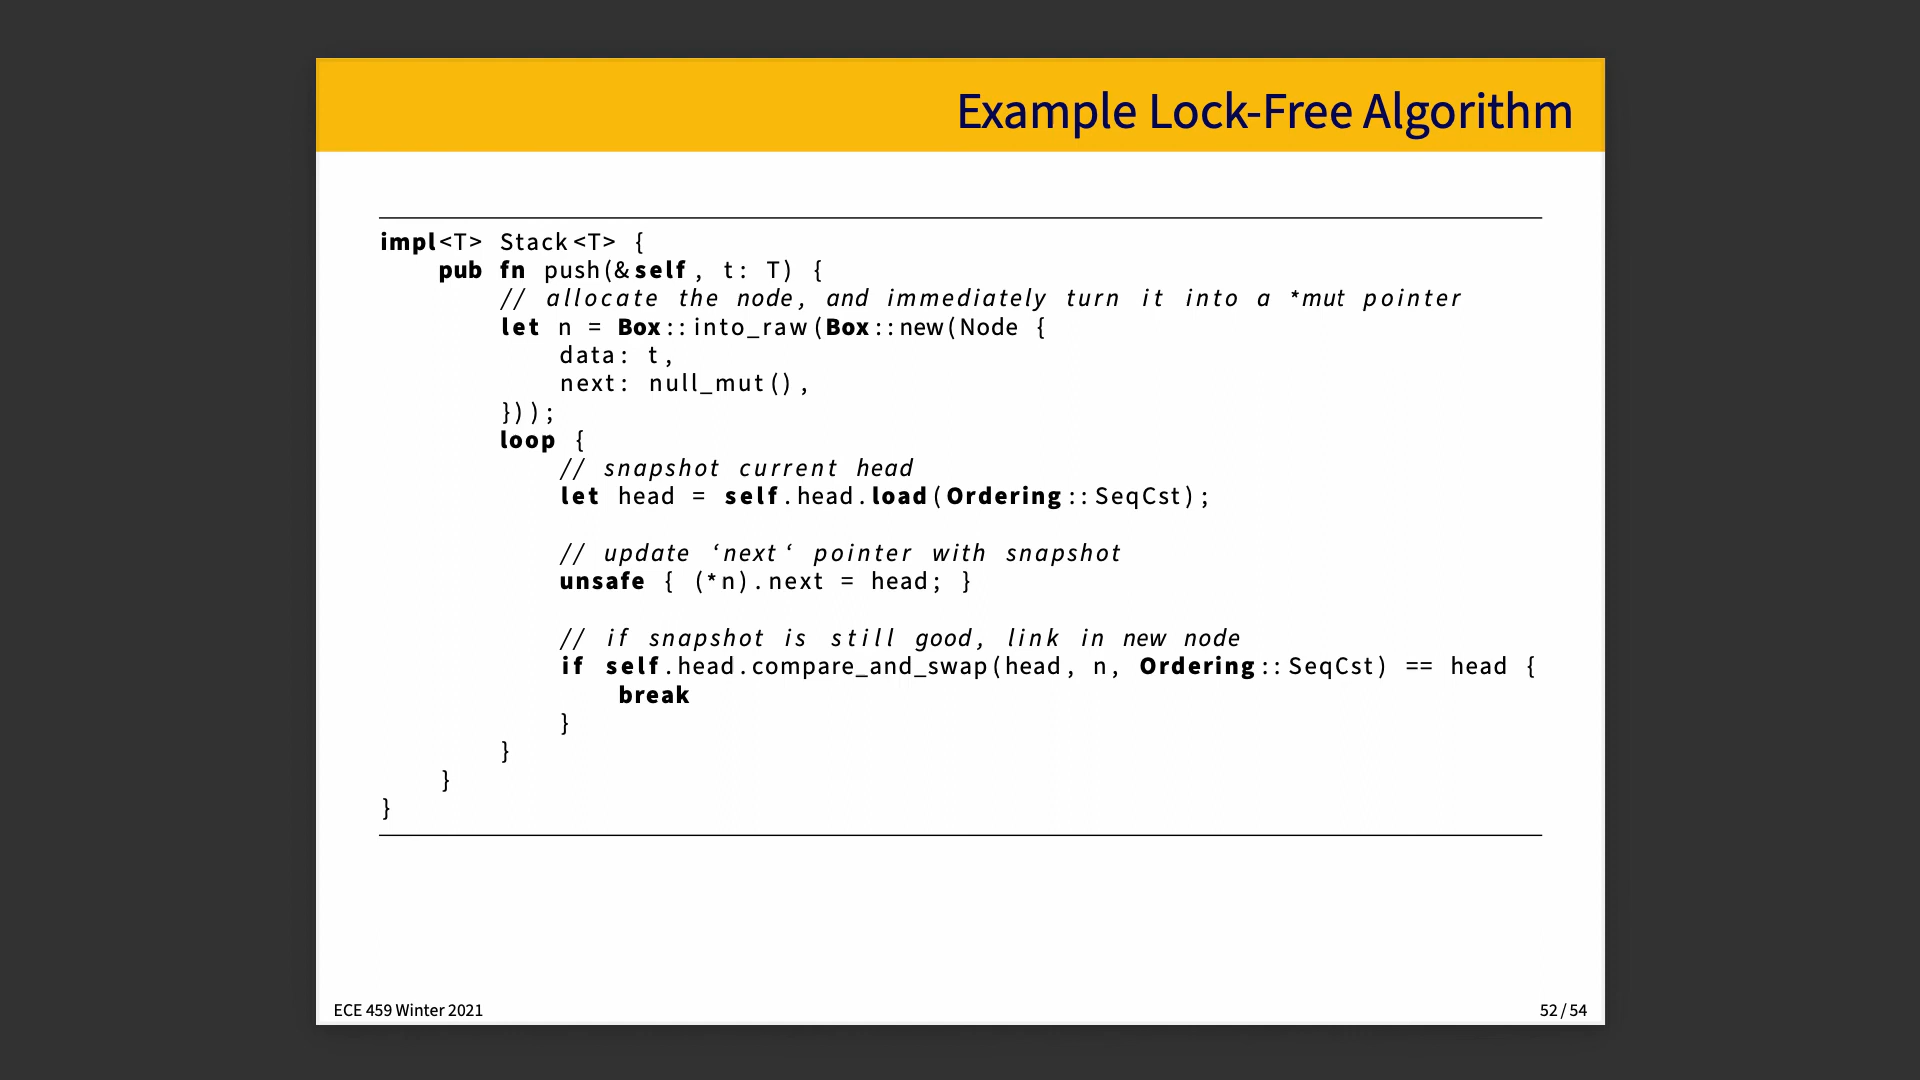 Example Lock-Free Algorithm
impl<T> Stack<T> {
pub fn push(&self, t: T) {
// allocate the node, and immediately turn it into a *mut pointer
let n = Box::into_raw(Box::new(Node {
data: t,
next: null_mut(),
}));
loop {
// snapshot current head
let head = self.head.load(Ordering::SeqCst);
// update ‘next‘ pointer with snapshot
unsafe { (*n).next = head; }
// if snapshot is still good, link in new node
if self.head.compare_and_swap(head, n, Ordering::SeqCst) == head {
break
}
}
}
}
ECE 459 Winter 2021
52 / 54